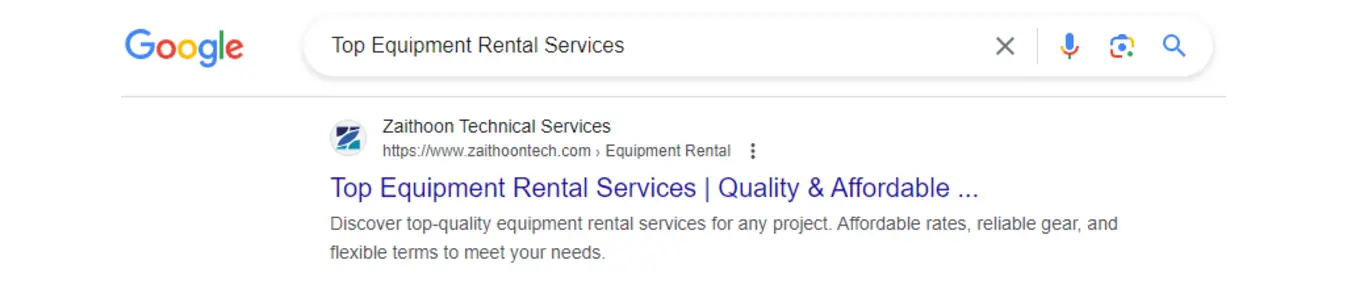 Google
Top Equipment Rental Services
Zaithoon Technical Services
https://www.zaithoontech.com › Equipment Rental
Top Equipment Rental Services | Quality & Affordable ...
Discover top-quality equipment rental services for any project. Affordable rates, reliable gear, and
flexible terms to meet your needs.